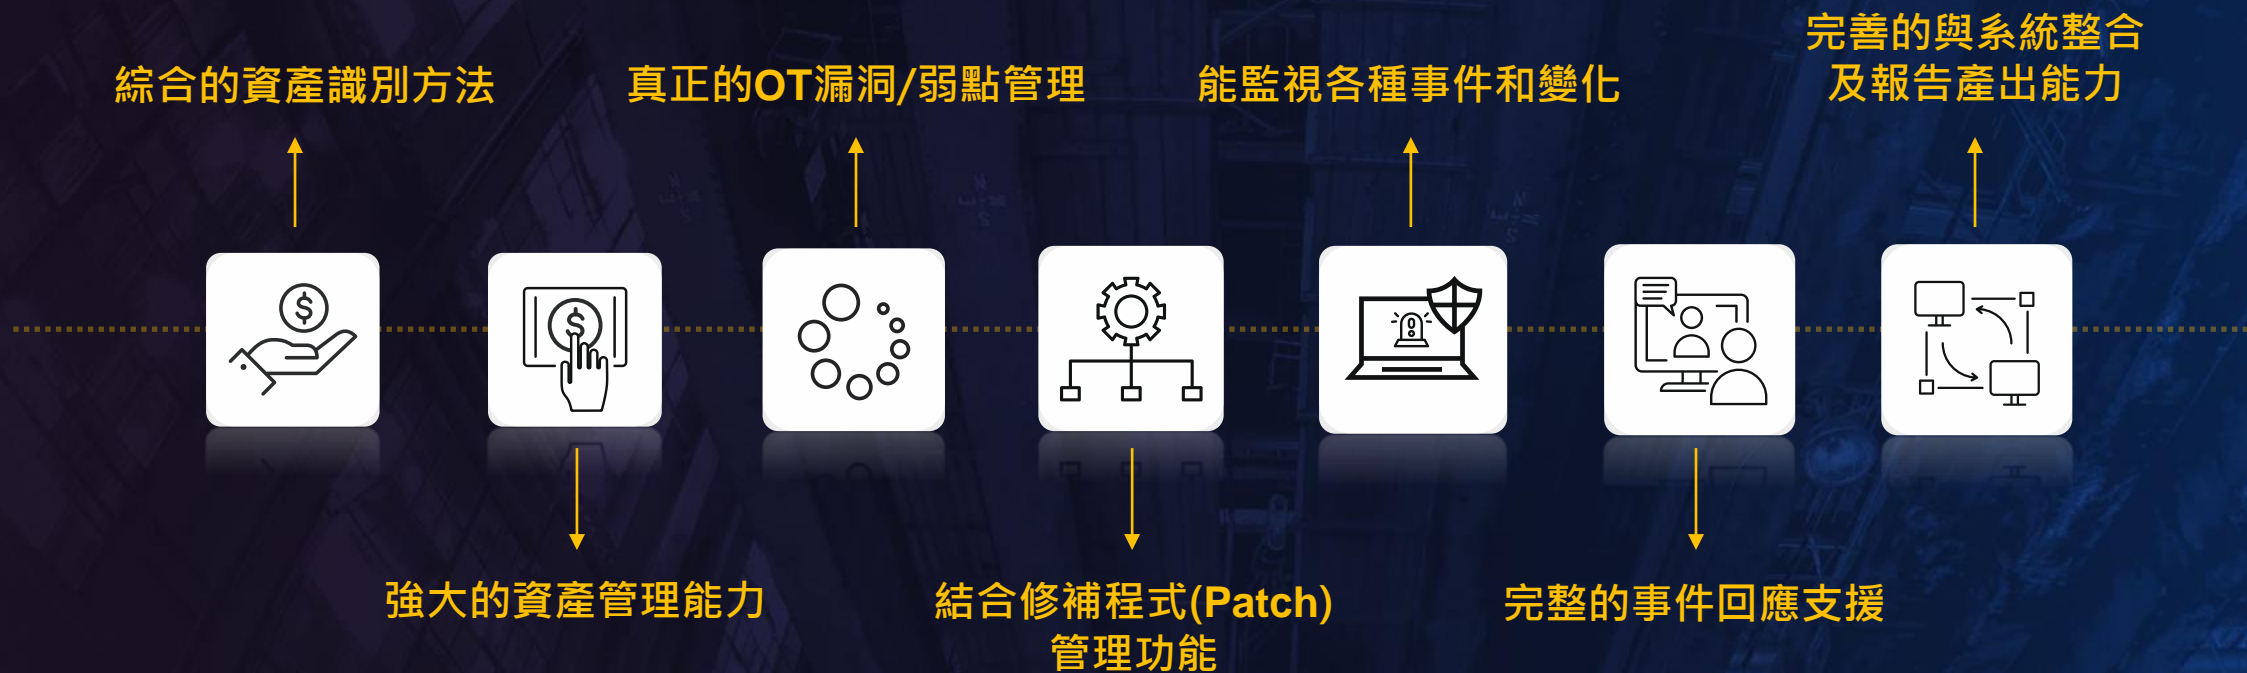 綜合的資產識別方法
強大的資產管理能力
真正的OT漏洞/弱點管理
結合修補程式(Patch)
管理功能
能監視各種事件和變化
完整的事件回應支援
完善的與系統整合
及報告產出能力